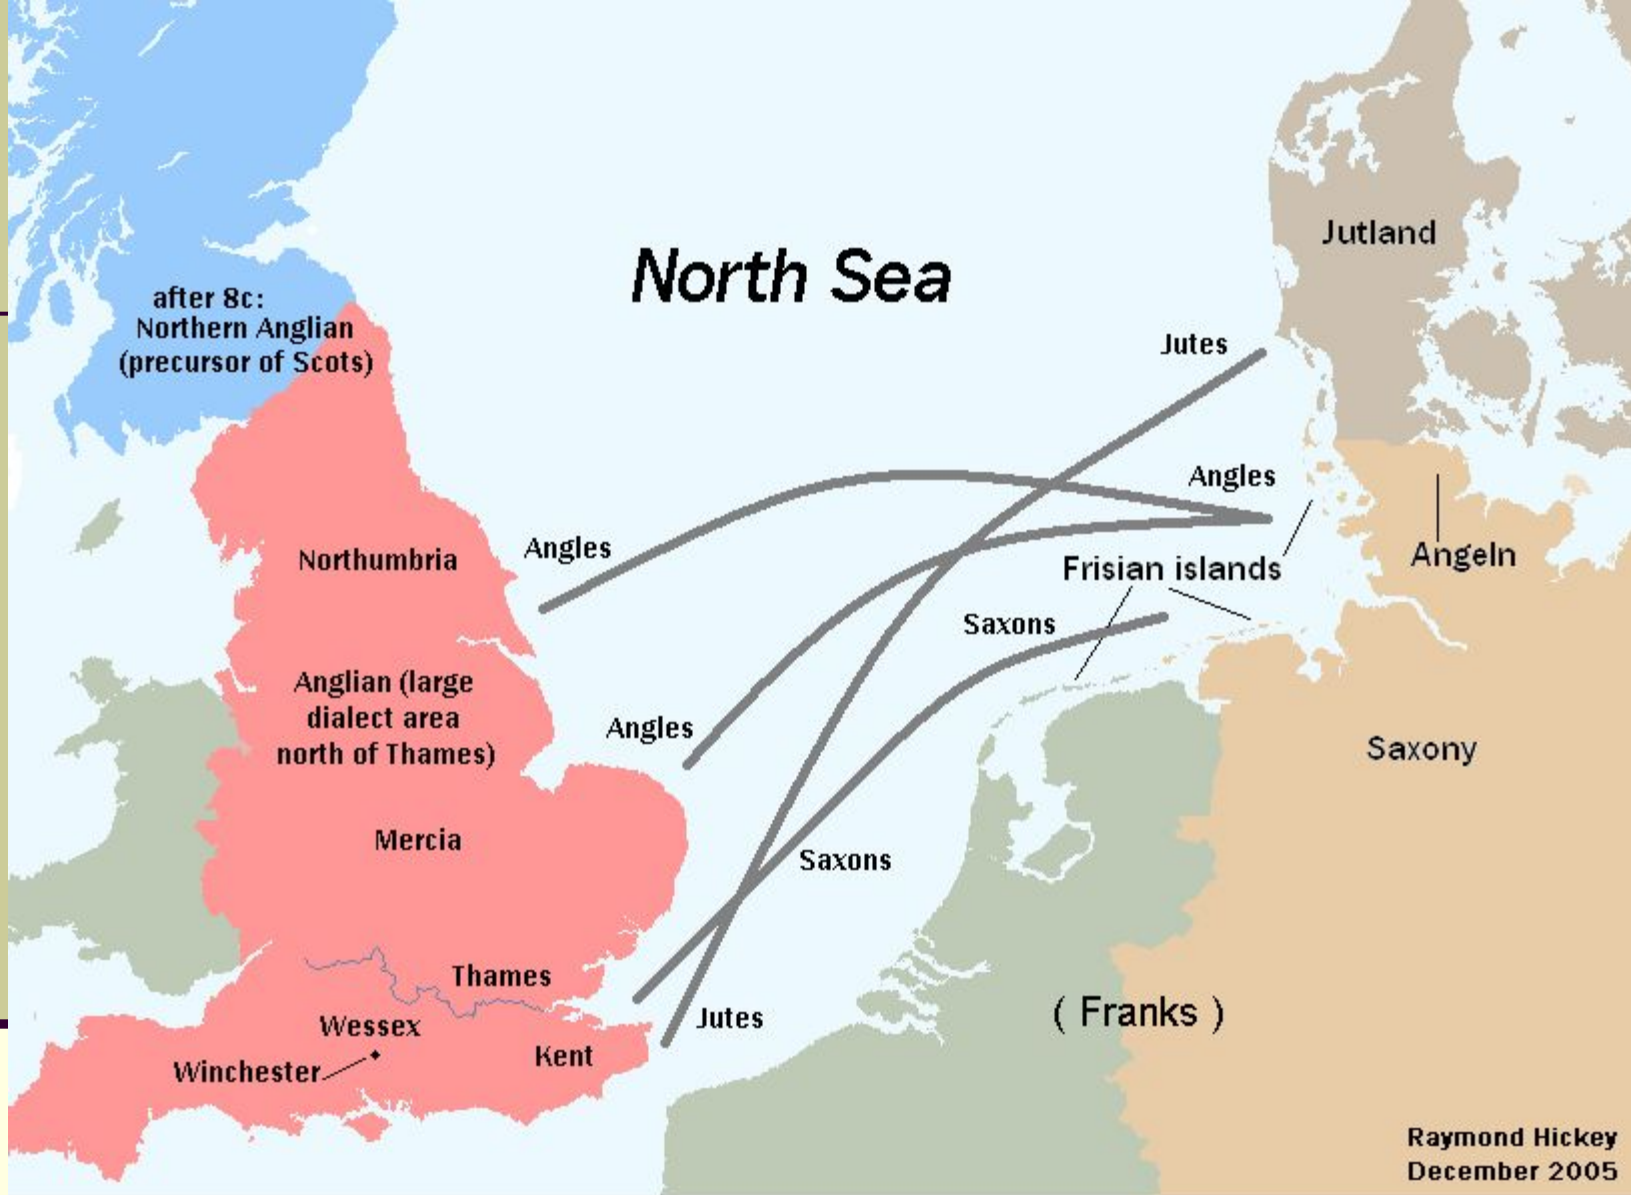 North Sea
Jutland
after 8c:
Northern Anglian
(precursor of Scots)
Jutes
Angles
Angles
Northumbria
Frisian islands
Angeln
Saxons
Anglian (large
dialect area
north of Thames)
Angles
Saxony
Mercia
Saxons
Thames
Wessex
Jutes
( Franks )
Kent
Winchester
Raymond Hickey
December 2005